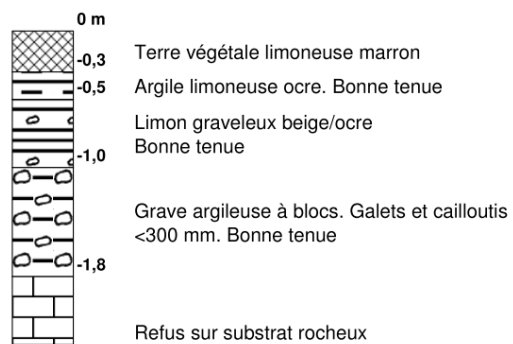 0 m
-0,3
Terre végétale limoneuse marron
-0,5
Argile limoneuse ocre. Bonne tenue
Limon graveleux beige/ocre
Bonne tenue
-1,0
Grave argileuse à blocs. Galets et cailloutis
<300 mm. Bonne tenue
-1,8
Refus sur substrat rocheux